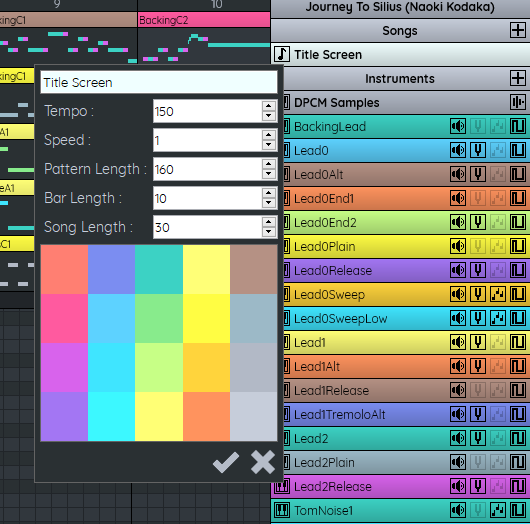 9
10
kingC1
BackingC2
Journey To Silius (Naoki Kodaka)
Songs
Title Screen
Instruments
DPCM Samples
BackingLead
Lead0
Lead0Alt
Lead0End1
Lead0End2
Lead0Plain
Lead0Release
Lead0Sweep
Lead0SweepLow
Lead1
Lead1Alt
Lead1Release
Lead1TremoloAlt
Lead2
Lead2Plain
Lead2Release
TomNoise1
kingC1
A1
eA1
C1
Title Screen
Tempo : 150
Speed : 1
Pattern Length : 160
Bar Length : 10
Song Length : 30